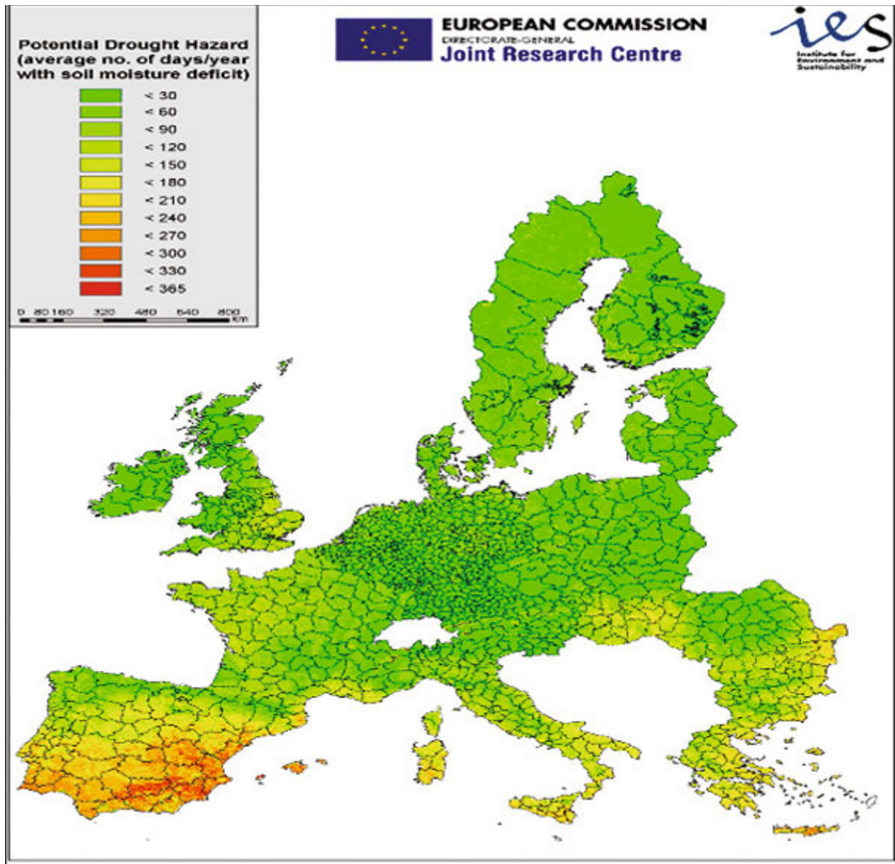 EUROPEAN COMMISSION
DIRECTORATE-GENERAL
Joint Research Centre
ies
Institute for
Environment and
Sustainability
Potential Drought Hazard
(average no. of days/year
with soil moisture deficit)
< 30
< 60
< 90
< 120
< 150
< 180
< 210
< 240
< 270
< 300
< 330
< 365
0 80 160 320 480 640 800
Km